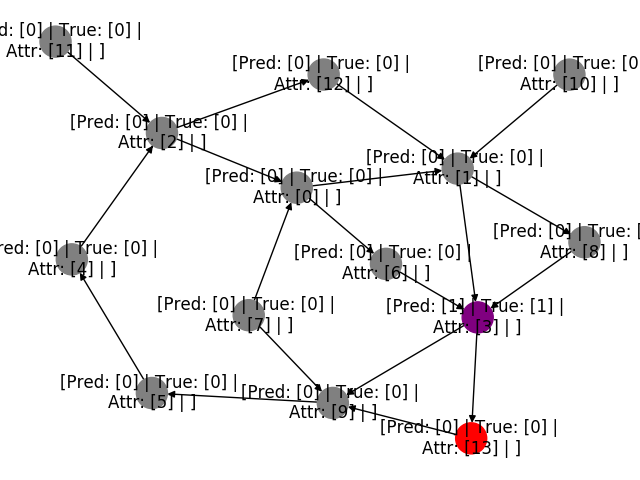 d: [0] | True: [0] |
Attr: [11] | ]
[Pred: [0] | True: [0] |
Attr: [12] | ]
[Pred: [0] | True: [0
Attr: [10] | ]
[Pred: [0] | True: [0] |
Attr: [2] | ]
[Pred: [0] | True: [0] |
Attr: [1] | ]
[Pred: [0] | True: [0] |
Attr: [0] | ]
[Pred: [0] | True: [
Attr: [8] | ]
red: [0] | True: [0] |
Attr: [4] | ]
[Pred: [0] | True: [0] |
Attr: [6] | ]
[Pred: [0] | True: [0] |
Attr: [7] | ]
[Pred: [1] | True: [1] |
Attr: [3] | ]
[Pred: [0] | True: [0] |
Attr: [5] | ]
[Pred: [0] | True: [0] |
Attr: [9] | ]
[Pred: [0] | True: [0] |
Attr: [13] | ]